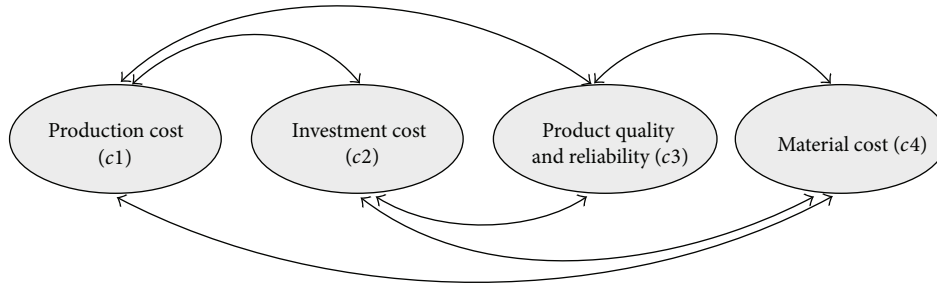 Production cost
(c1)
Investment cost
(c2)
Product quality
and reliability (c3)
Material cost (c4)